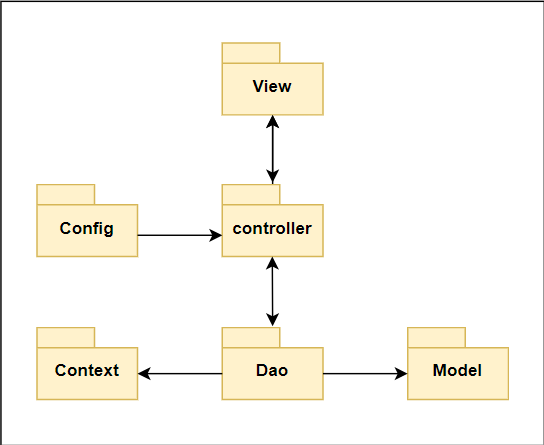 View
Config
controller
Context
Dao
Model